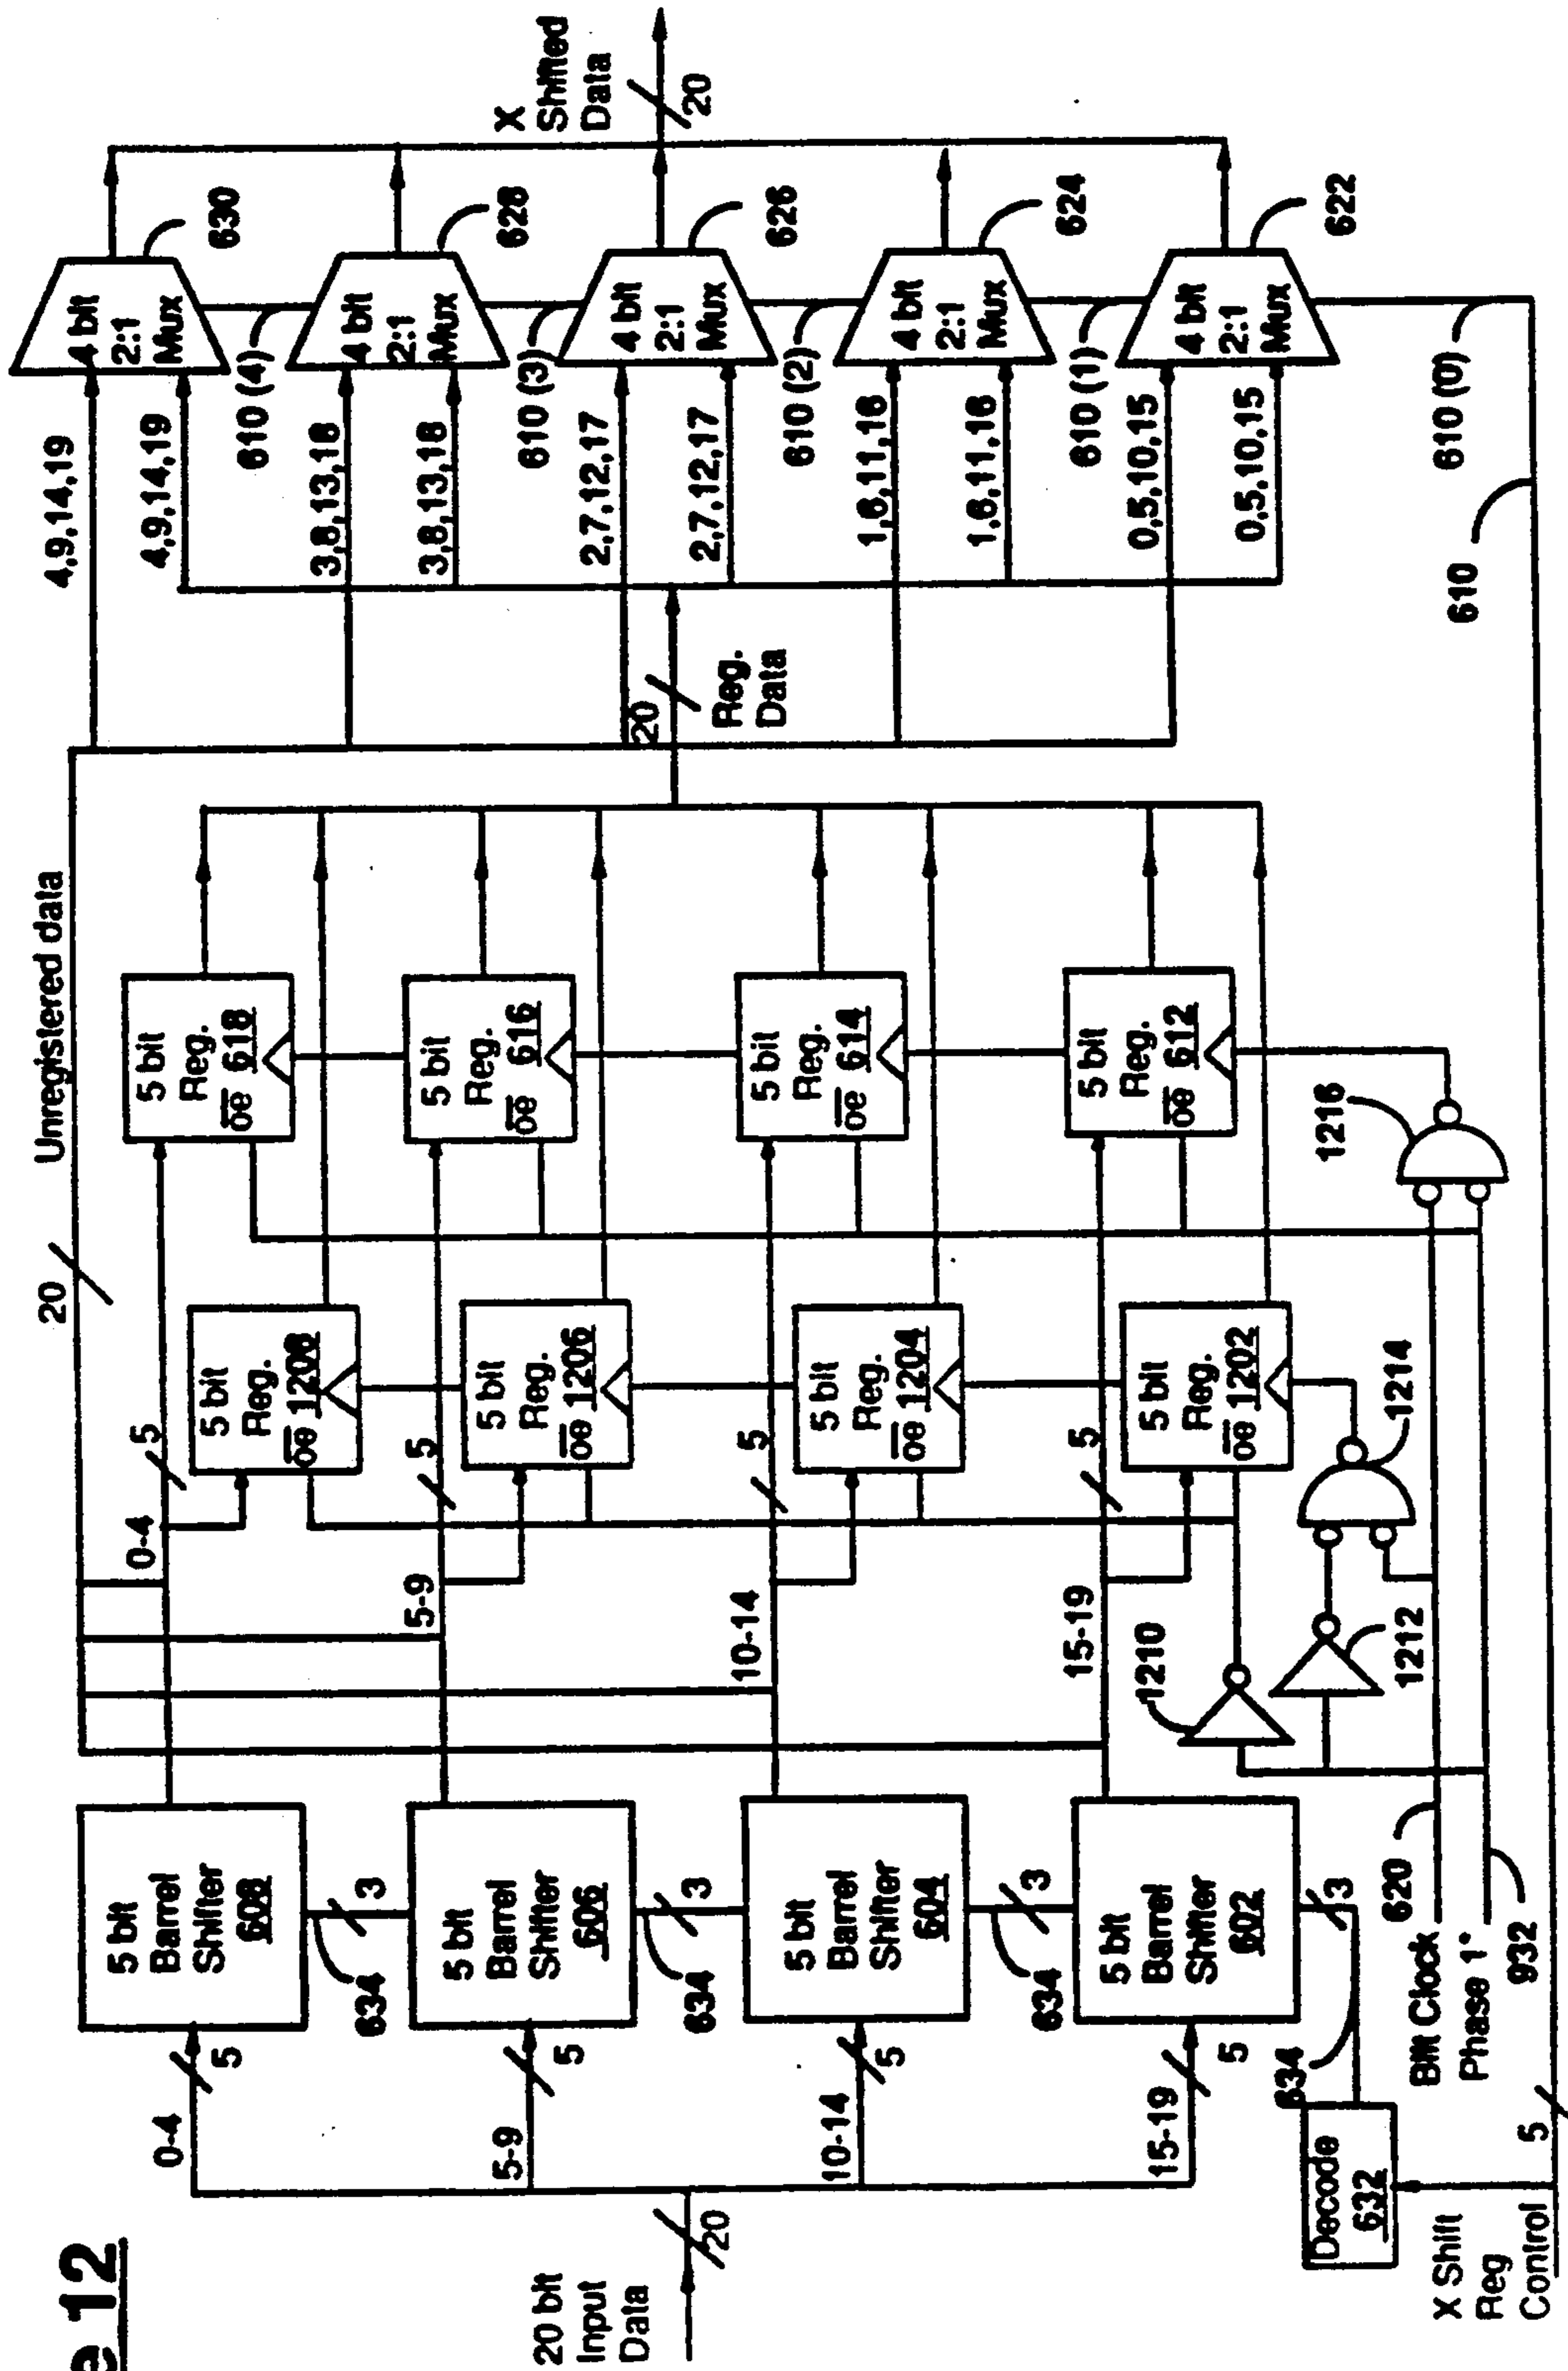 e 12
20 bit
Input
Data
20
0-4
5
5-9
5
10-14
5
15-19
5
5 bit
Barrel
Shifter
608
634
3
5 bit
Barrel
Shifter
606
634
3
5 bit
Barrel
Shifter
604
634
3
5 bit
Barrel
Shifter
602
3
634
Decode
632
X Shift
Reg
Control
5
Blit Clock
620
Phase 1*
932
20
Unregistered data
0-4
5
5-9
5
10-14
5
15-19
5
5 bit
Reg.
oe 1208
5 bit
Reg.
oe 1206
5 bit
Reg.
oe 1204
5 bit
Reg.
oe 1202
1210
1212
1214
5 bit
Reg.
oe 618
5 bit
Reg.
oe 616
5 bit
Reg.
oe 614
5 bit
Reg.
oe 612
1216
20
Reg.
Data
4,9,14,19
4,9,14,19
610 (4)
3,8,13,18
3,8,13,18
610 (3)
2,7,12,17
2,7,12,17
610 (2)
1,6,11,16
1,6,11,16
610 (1)
0,5,10,15
0,5,10,15
610 (0)
610
4 bit
2:1
Mux
630
4 bit
2:1
Mux
628
4 bit
2:1
Mux
626
4 bit
2:1
Mux
624
4 bit
2:1
Mux
622
X
Shifted
Data
20